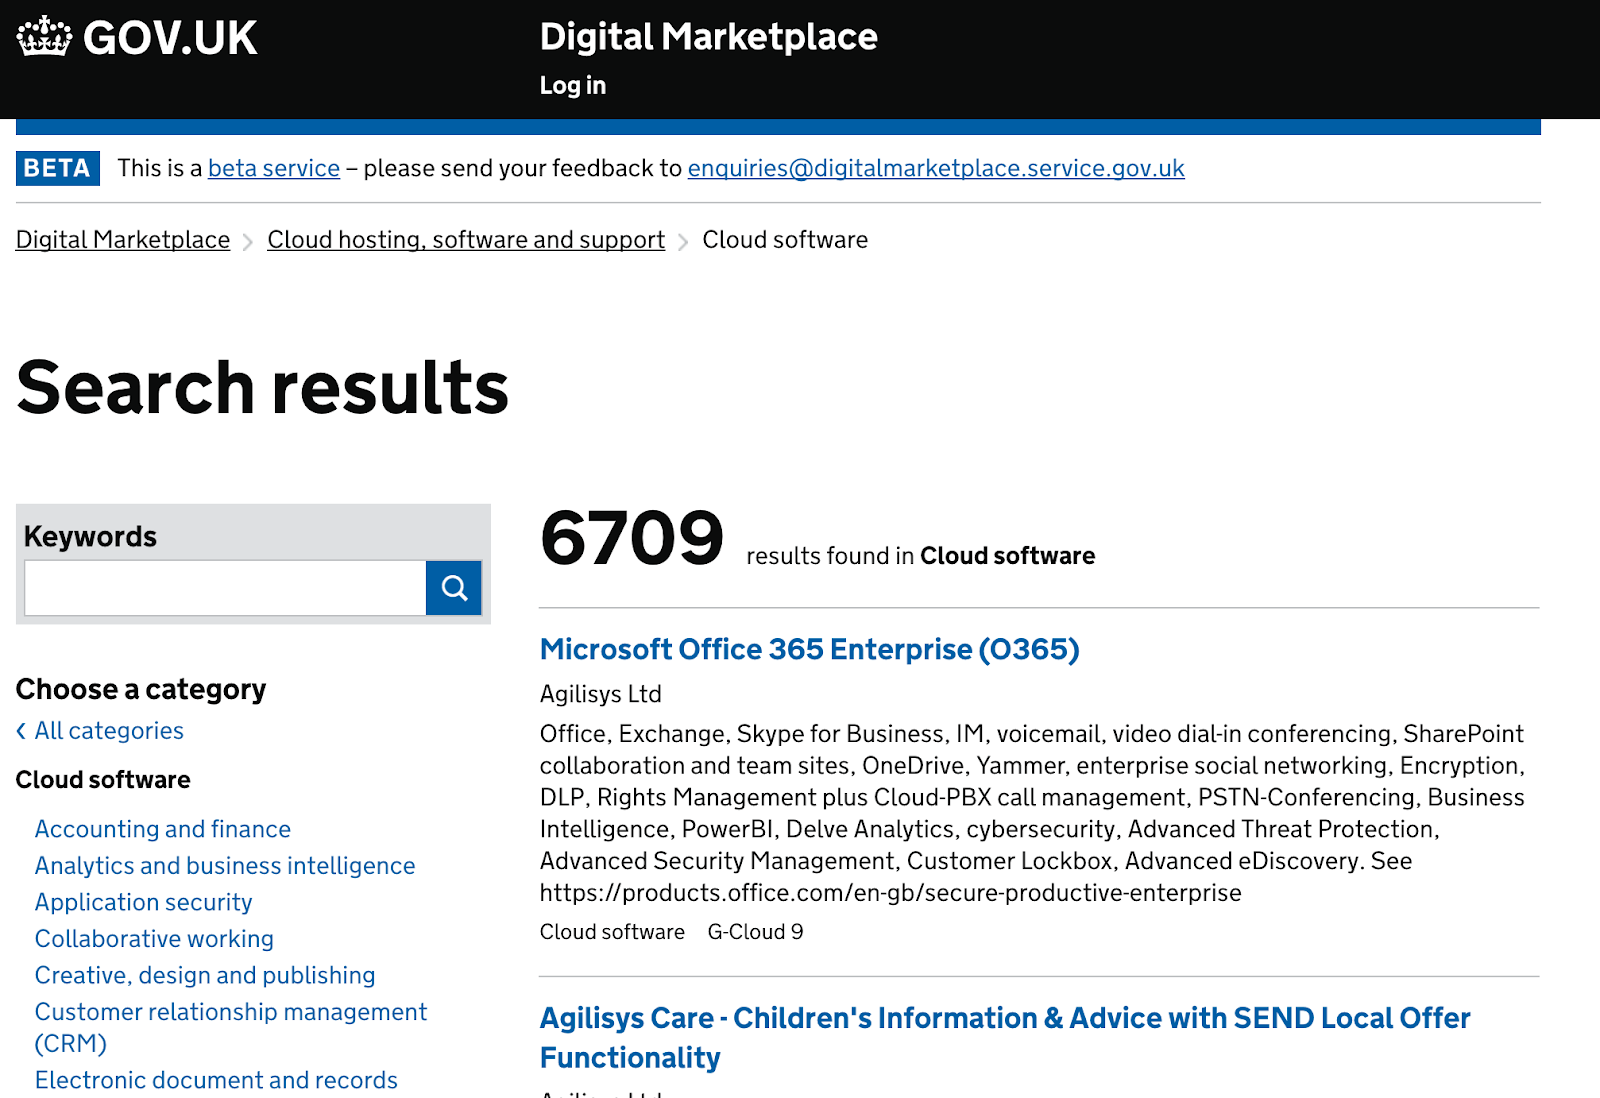 GOV.UK
Digital Marketplace
Log in
BETA This is a beta service – please send your feedback to enquiries@digitalmarketplace.service.gov.uk
Digital Marketplace > Cloud hosting, software and support > Cloud software
Search results
Keywords
Choose a category
‹ All categories
Cloud software
Accounting and finance
Analytics and business intelligence
Application security
Collaborative working
Creative, design and publishing
Customer relationship management
(CRM)
Electronic document and records
6709 results found in Cloud software
Microsoft Office 365 Enterprise (O365)
Agilisys Ltd
Office, Exchange, Skype for Business, IM, voicemail, video dial-in conferencing, SharePoint
collaboration and team sites, OneDrive, Yammer, enterprise social networking, Encryption,
DLP, Rights Management plus Cloud-PBX call management, PSTN-Conferencing, Business
Intelligence, PowerBI, Delve Analytics, cybersecurity, Advanced Threat Protection,
Advanced Security Management, Customer Lockbox, Advanced eDiscovery. See
https://products.office.com/en-gb/secure-productive-enterprise
Cloud software G-Cloud 9
Agilisys Care - Children's Information & Advice with SEND Local Offer
Functionality